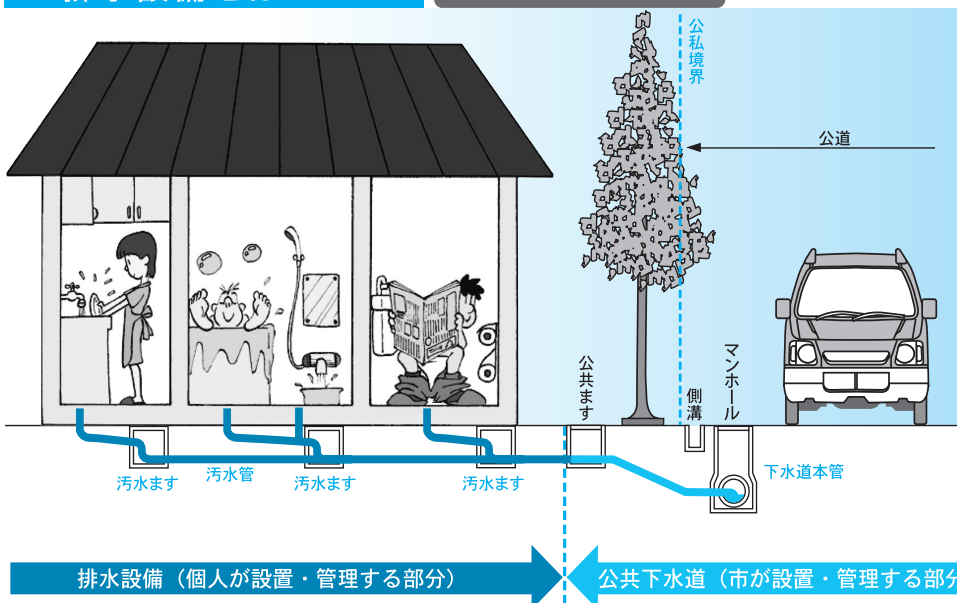 公私境界
公道
公共ます
側溝
マンホール
汚水ます
汚水管
汚水ます
汚水ます
下水道本管
排水設備（個人が設置・管理する部分）
公共下水道（市が設置・管理する部分